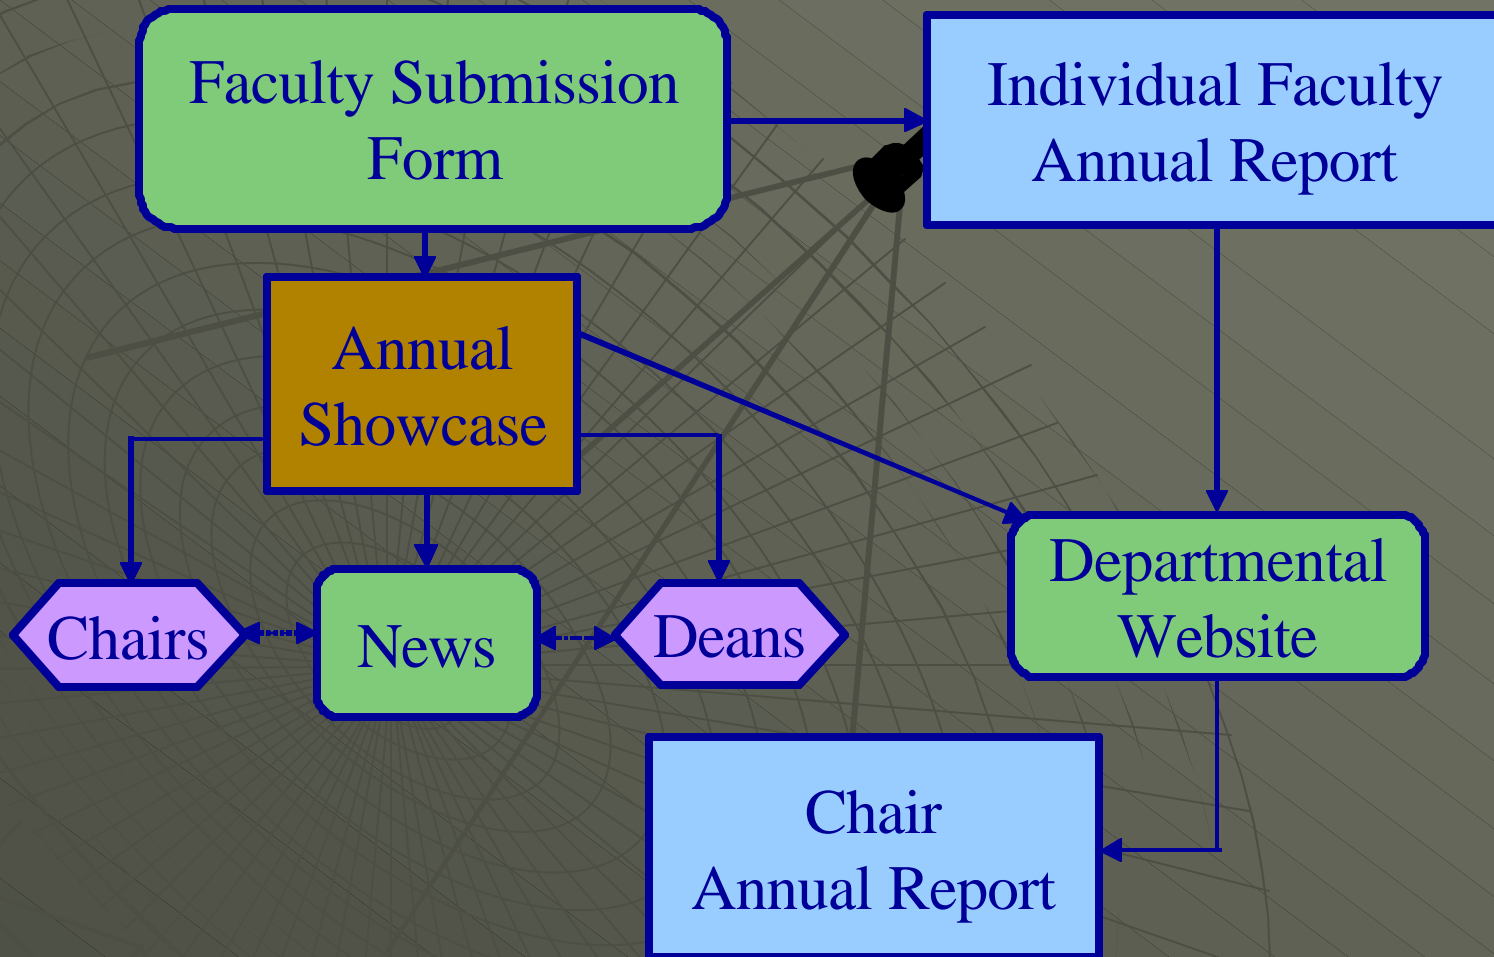 Faculty Submission
Form
Individual Faculty
Annual Report
Annual
Showcase
Departmental
Website
Chairs
News
Deans
Chair
Annual Report